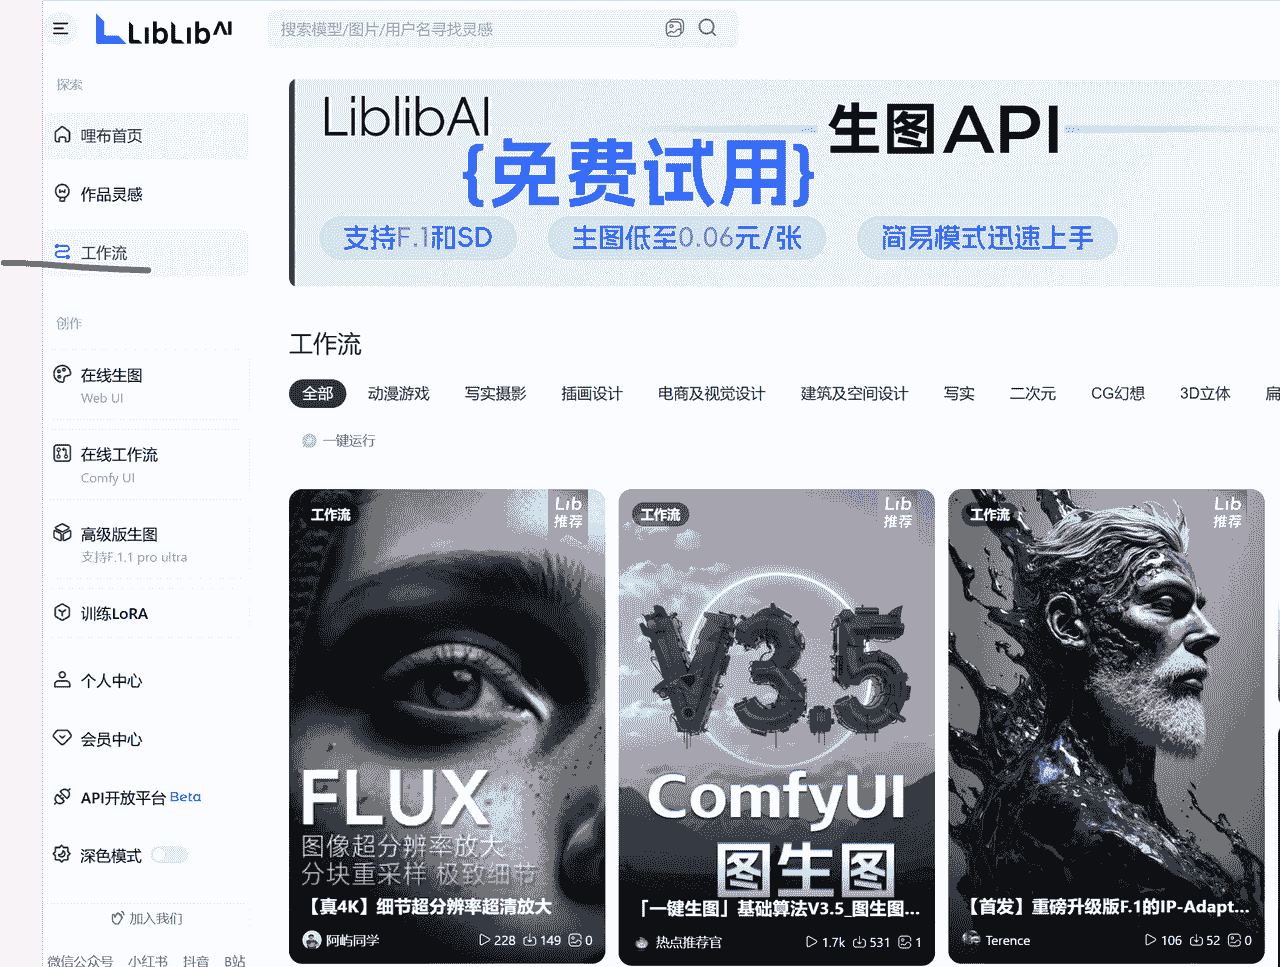 LibLibAI
搜索模型/图片/用户名寻找灵感
探索
哩布首页
作品灵感
工作流
创作
在线生图
Web UI
在线工作流
Comfy UI
高级版生图
支持F.1.1 pro ultra
训练LoRA
个人中心
会员中心
API开放平台 Beta
深色模式
加入我们
微信公众号 小红书 抖音 B站
LiblibAI
生图API
{免费试用}
支持F.1和SD
生图低至0.06元/张
简易模式迅速上手
工作流
全部 动漫游戏 写实摄影 插画设计 电商及视觉设计 建筑及空间设计 写实 二次元 CG幻想 3D立体 扁
一键运行
工作流
Lib
推荐
FLUX
图像超分辨率放大
分块重采样 极致细节
【真4K】细节超分辨率超清放大
阿屿同学 228 149 0
工作流
Lib
推荐
V3.5
ComfyUI
图生图
「一键生图」基础算法V3.5_图生图...
热点推荐官 1.7k 531 1
工作流
Lib
推荐
【首发】重磅升级版F.1的IP-Adapt...
Terence 106 52 0